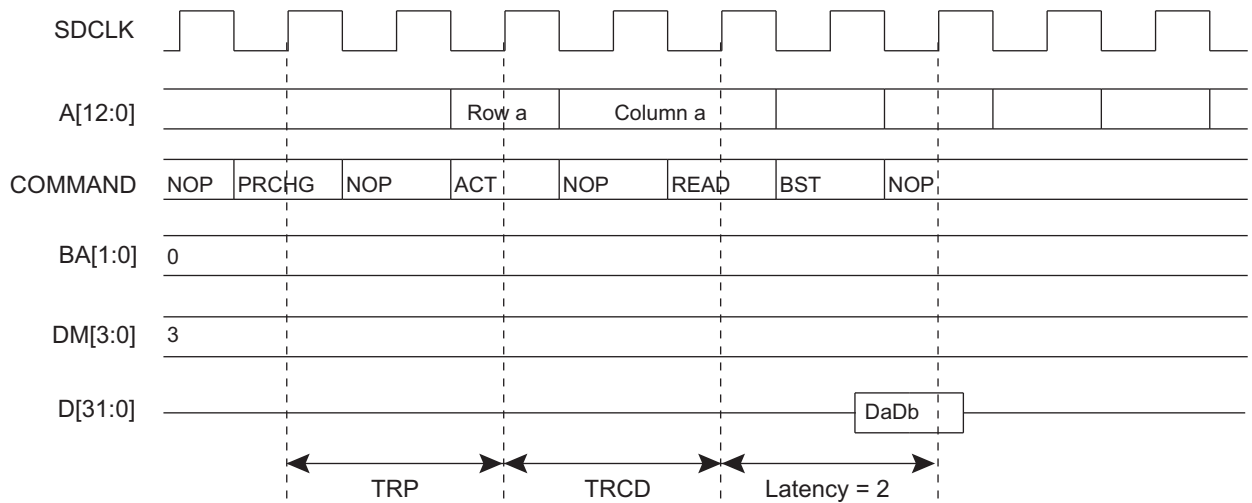 SDCLK
A[12:0] Row a Column a
COMMAND NOP PRCHG NOP ACT NOP READ BST NOP
BA[1:0] 0
DM[3:0] 3
D[31:0] DaDb
TRP TRCD Latency = 2